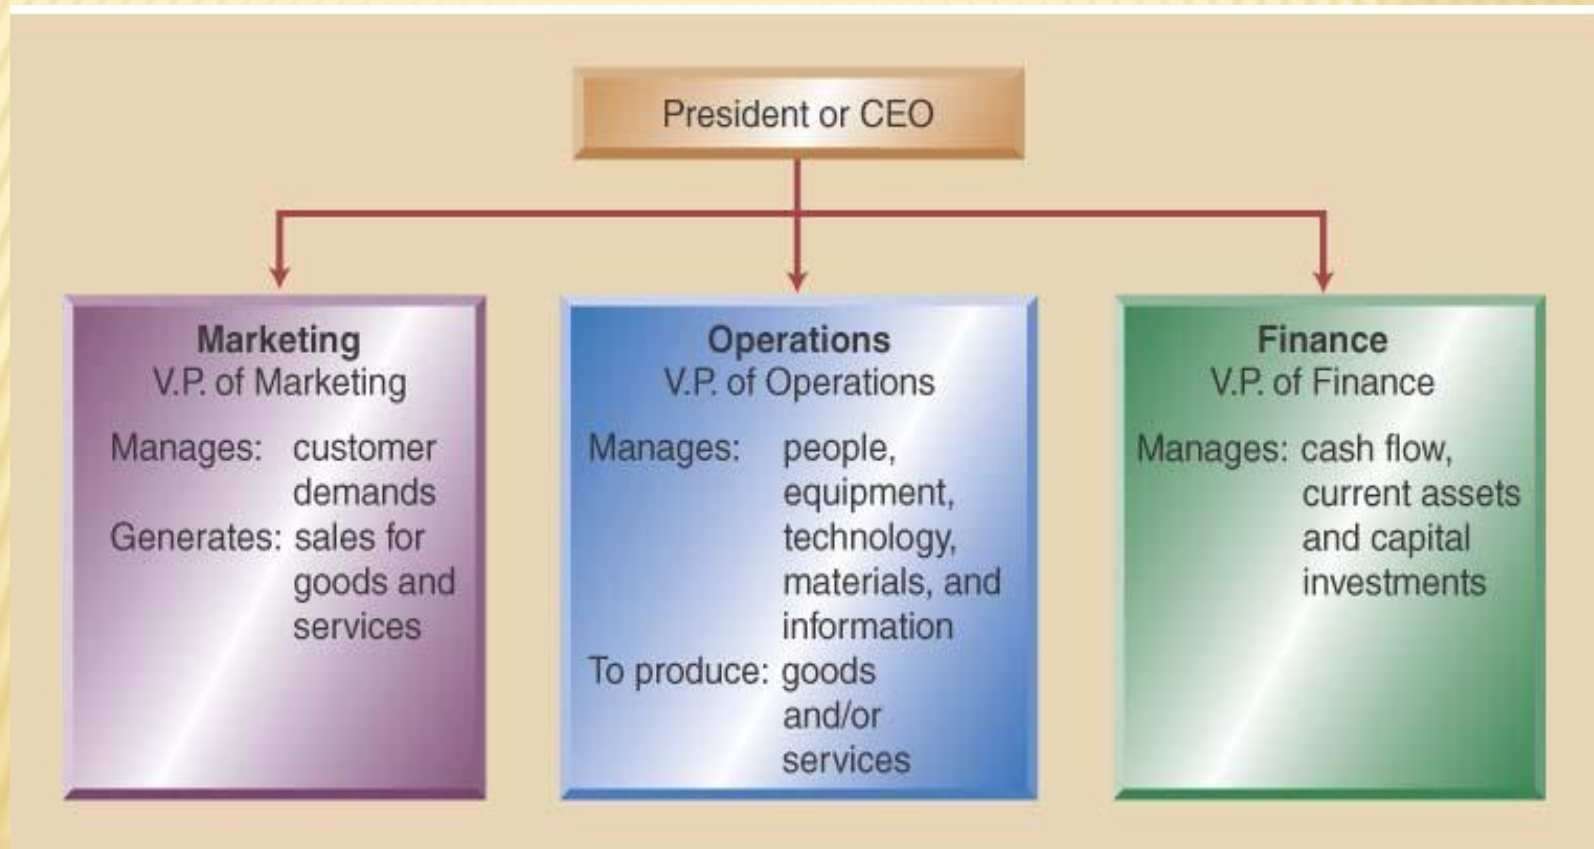 President or CEO
Marketing
V.P. of Marketing
Manages: customer
demands
Generates: sales for
goods and
services
Operations
V.P. of Operations
Manages: people,
equipment,
technology,
materials, and
information
To produce: goods
and/or
services
Finance
V.P. of Finance
Manages: cash flow,
current assets
and capital
investments